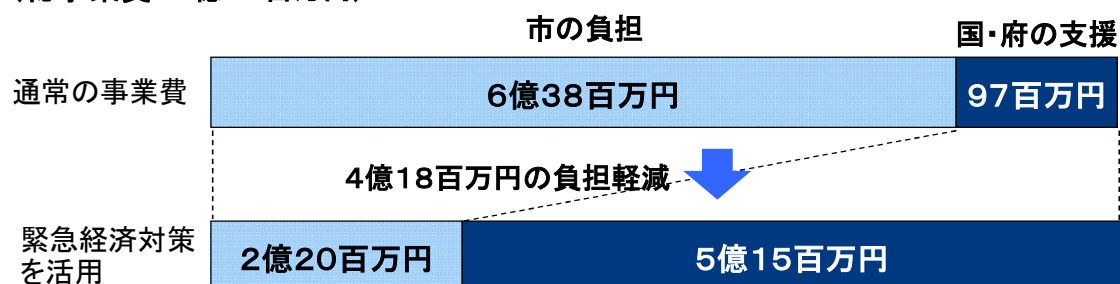 市の負担
国・府の支援
通常の事業費
6億38百万円
97百万円
4億18百万円の負担軽減
緊急経済対策
を活用
2億20百万円
5億15百万円